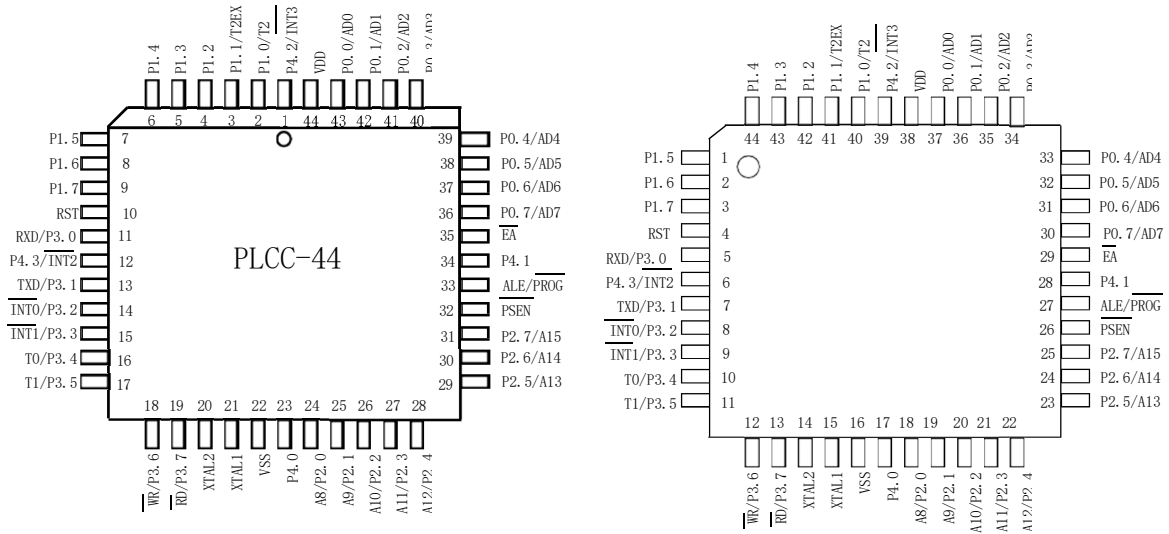 P1.4
P1.3
P1.2
P1.1/T2EX
P1.0/T2
P4.2/INT3
VDD
P0.0/AD0
P0.1/AD1
P0.2/AD2
P0.3/AD3
6 5 4 3 2 1 44 43 42 41 40
P1.5 7
P1.6 8
P1.7 9
RST 10
RXD/P3.0 11
P4.3/INT2 12
TXD/P3.1 13
INT0/P3.2 14
INT1/P3.3 15
T0/P3.4 16
T1/P3.5 17
PLCC-44
39 P0.4/AD4
38 P0.5/AD5
37 P0.6/AD6
36 P0.7/AD7
35 EA
34 P4.1
33 ALE/PROG
32 PSEN
31 P2.7/A15
30 P2.6/A14
29 P2.5/A13
18 19 20 21 22 23 24 25 26 27 28
WR/P3.6
RD/P3.7
XTAL2
XTAL1
VSS
P4.0
A8/P2.0
A9/P2.1
A10/P2.2
A11/P2.3
A12/P2.4
P1.4
P1.3
P1.2
P1.1/T2EX
P1.0/T2
P4.2/INT3
VDD
P0.0/AD0
P0.1/AD1
P0.2/AD2
P0.3/AD3
44 43 42 41 40 39 38 37 36 35 34
P1.5 1
P1.6 2
P1.7 3
RST 4
RXD/P3.0 5
P4.3/INT2 6
TXD/P3.1 7
INT0/P3.2 8
INT1/P3.3 9
T0/P3.4 10
T1/P3.5 11
33 P0.4/AD4
32 P0.5/AD5
31 P0.6/AD6
30 P0.7/AD7
29 EA
28 P4.1
27 ALE/PROG
26 PSEN
25 P2.7/A15
24 P2.6/A14
23 P2.5/A13
12 13 14 15 16 17 18 19 20 21 22
WR/P3.6
RD/P3.7
XTAL2
XTAL1
VSS
P4.0
A8/P2.0
A9/P2.1
A10/P2.2
A11/P2.3
A12/P2.4